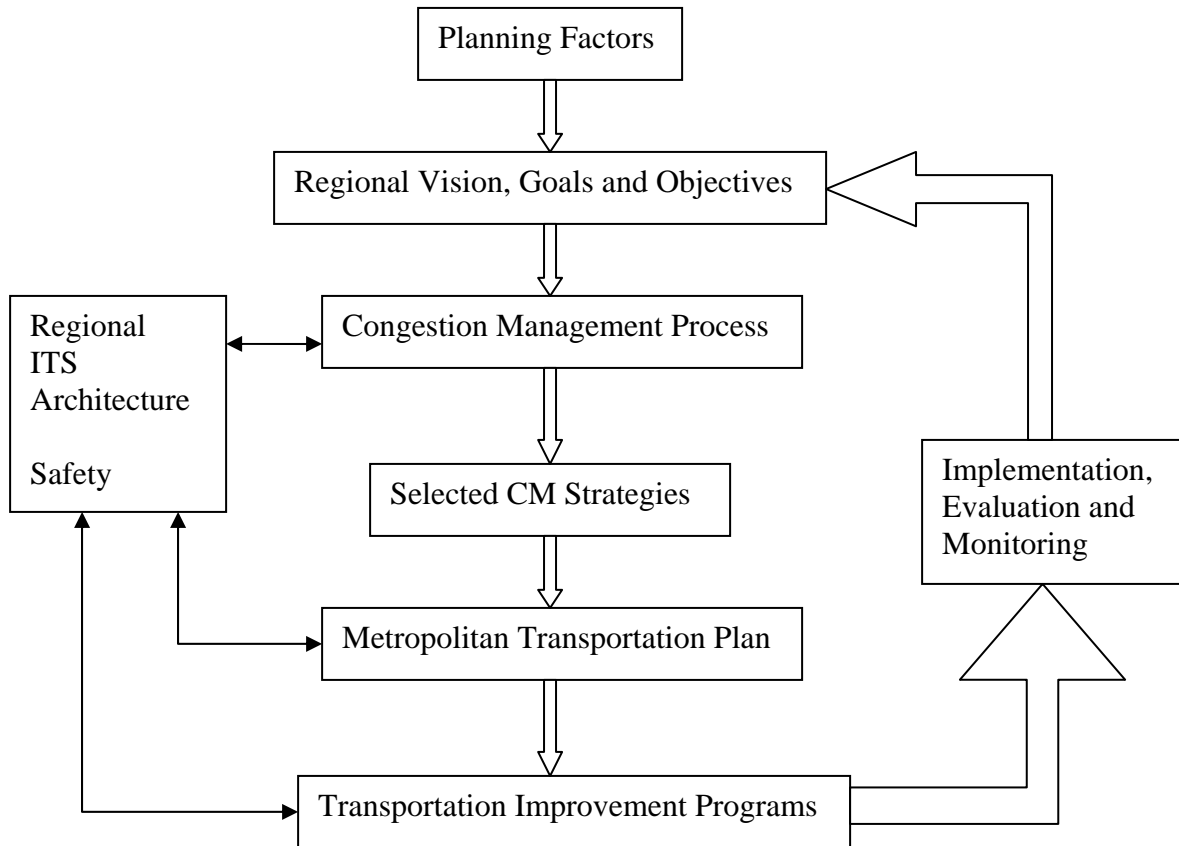 Planning Factors
Regional Vision, Goals and Objectives
Regional
ITS
Architecture
Safety
Congestion Management Process
Selected CM Strategies
Implementation,
Evaluation and
Monitoring
Metropolitan Transportation Plan
Transportation Improvement Programs